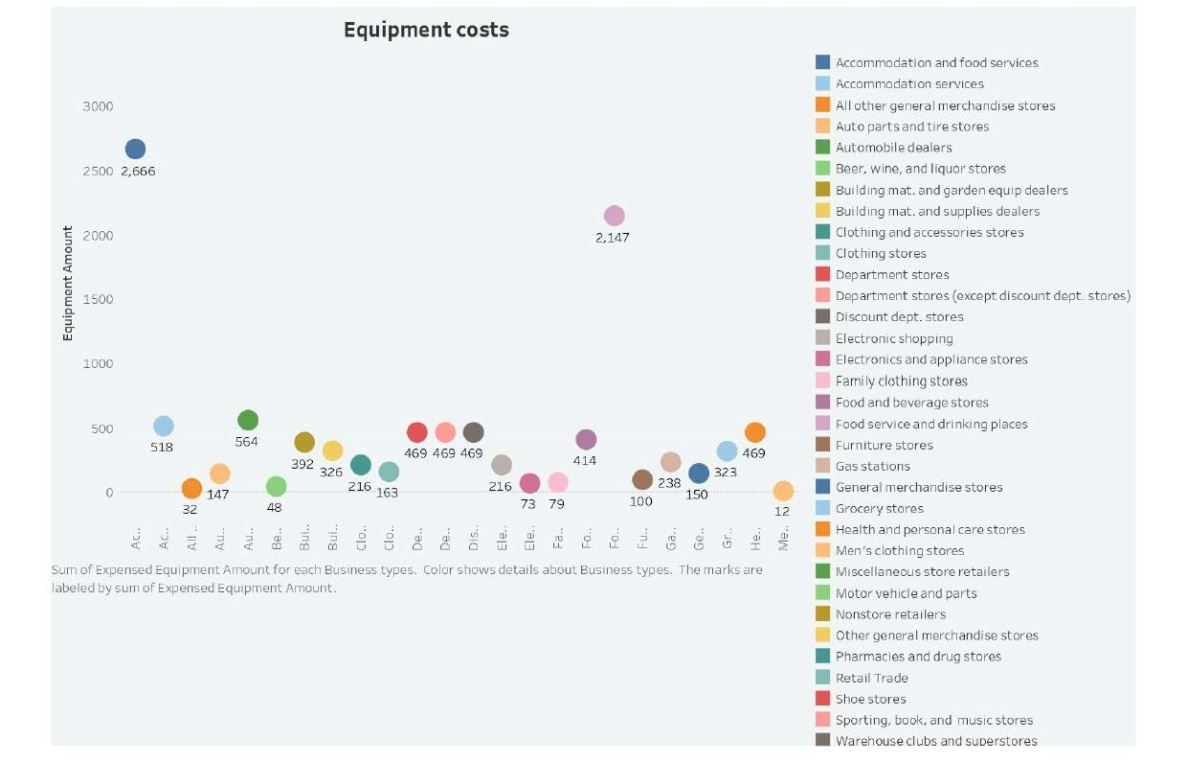 Equipment costs
Equipment Amount
3000
2500
2000
1500
1000
500
0
2,666
518
32
147
564
48
392
326
216
163
469
469
469
216
73
79
414
2,147
100
238
150
323
469
12
Ac..
Ac..
All ..
Au..
Au..
Be..
Bui..
Bui..
Clo..
Clo..
De..
De..
Dis..
Ele..
Ele..
Fa..
Fo..
Fo..
Fu..
Ga..
Ge..
Gr..
He..
Me..
Sum of Expensed Equipment Amount for each Business types. Color shows details about Business types. The marks are
labeled by sum of Expensed Equipment Amount.
Accommodation and food services
Accommodation services
All other general merchandise stores
Auto parts and tire stores
Automobile dealers
Beer, wine, and liquor stores
Building mat. and garden equip dealers
Building mat. and supplies dealers
Clothing and accessories stores
Clothing stores
Department stores
Department stores (except discount dept. stores)
Discount dept. stores
Electronic shopping
Electronics and appliance stores
Family clothing stores
Food and beverage stores
Food service and drinking places
Furniture stores
Gas stations
General merchandise stores
Grocery stores
Health and personal care stores
Men's clothing stores
Miscellaneous store retailers
Motor vehicle and parts
Nonstore retailers
Other general merchandise stores
Pharmacies and drug stores
Retail Trade
Shoe stores
Sporting, book, and music stores
Warehouse clubs and superstores